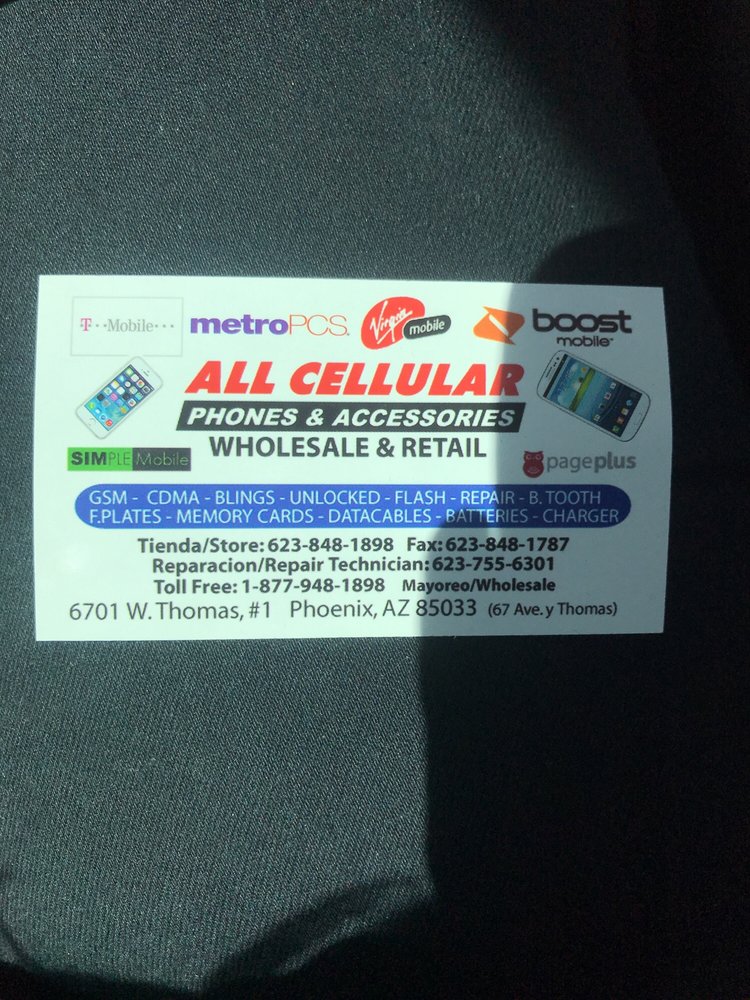 T··Mobile···
metroPCS.
Virgin mobile
boost mobile
ALL CELLULAR
PHONES & ACCESSORIES
WHOLESALE & RETAIL
SIMPLE Mobile
pageplus
GSM - CDMA - BLINGS - UNLOCKED - FLASH - REPAIR - B. TOOTH
F.PLATES - MEMORY CARDS - DATACABLES - BATTERIES - CHARGER
Tienda/Store: 623-848-1898 Fax: 623-848-1787
Reparacion/Repair Technician: 623-755-6301
Toll Free: 1-877-948-1898 Mayoreo/Wholesale
6701 W. Thomas, #1 Phoenix, AZ 85033 (67 Ave. y Thomas)